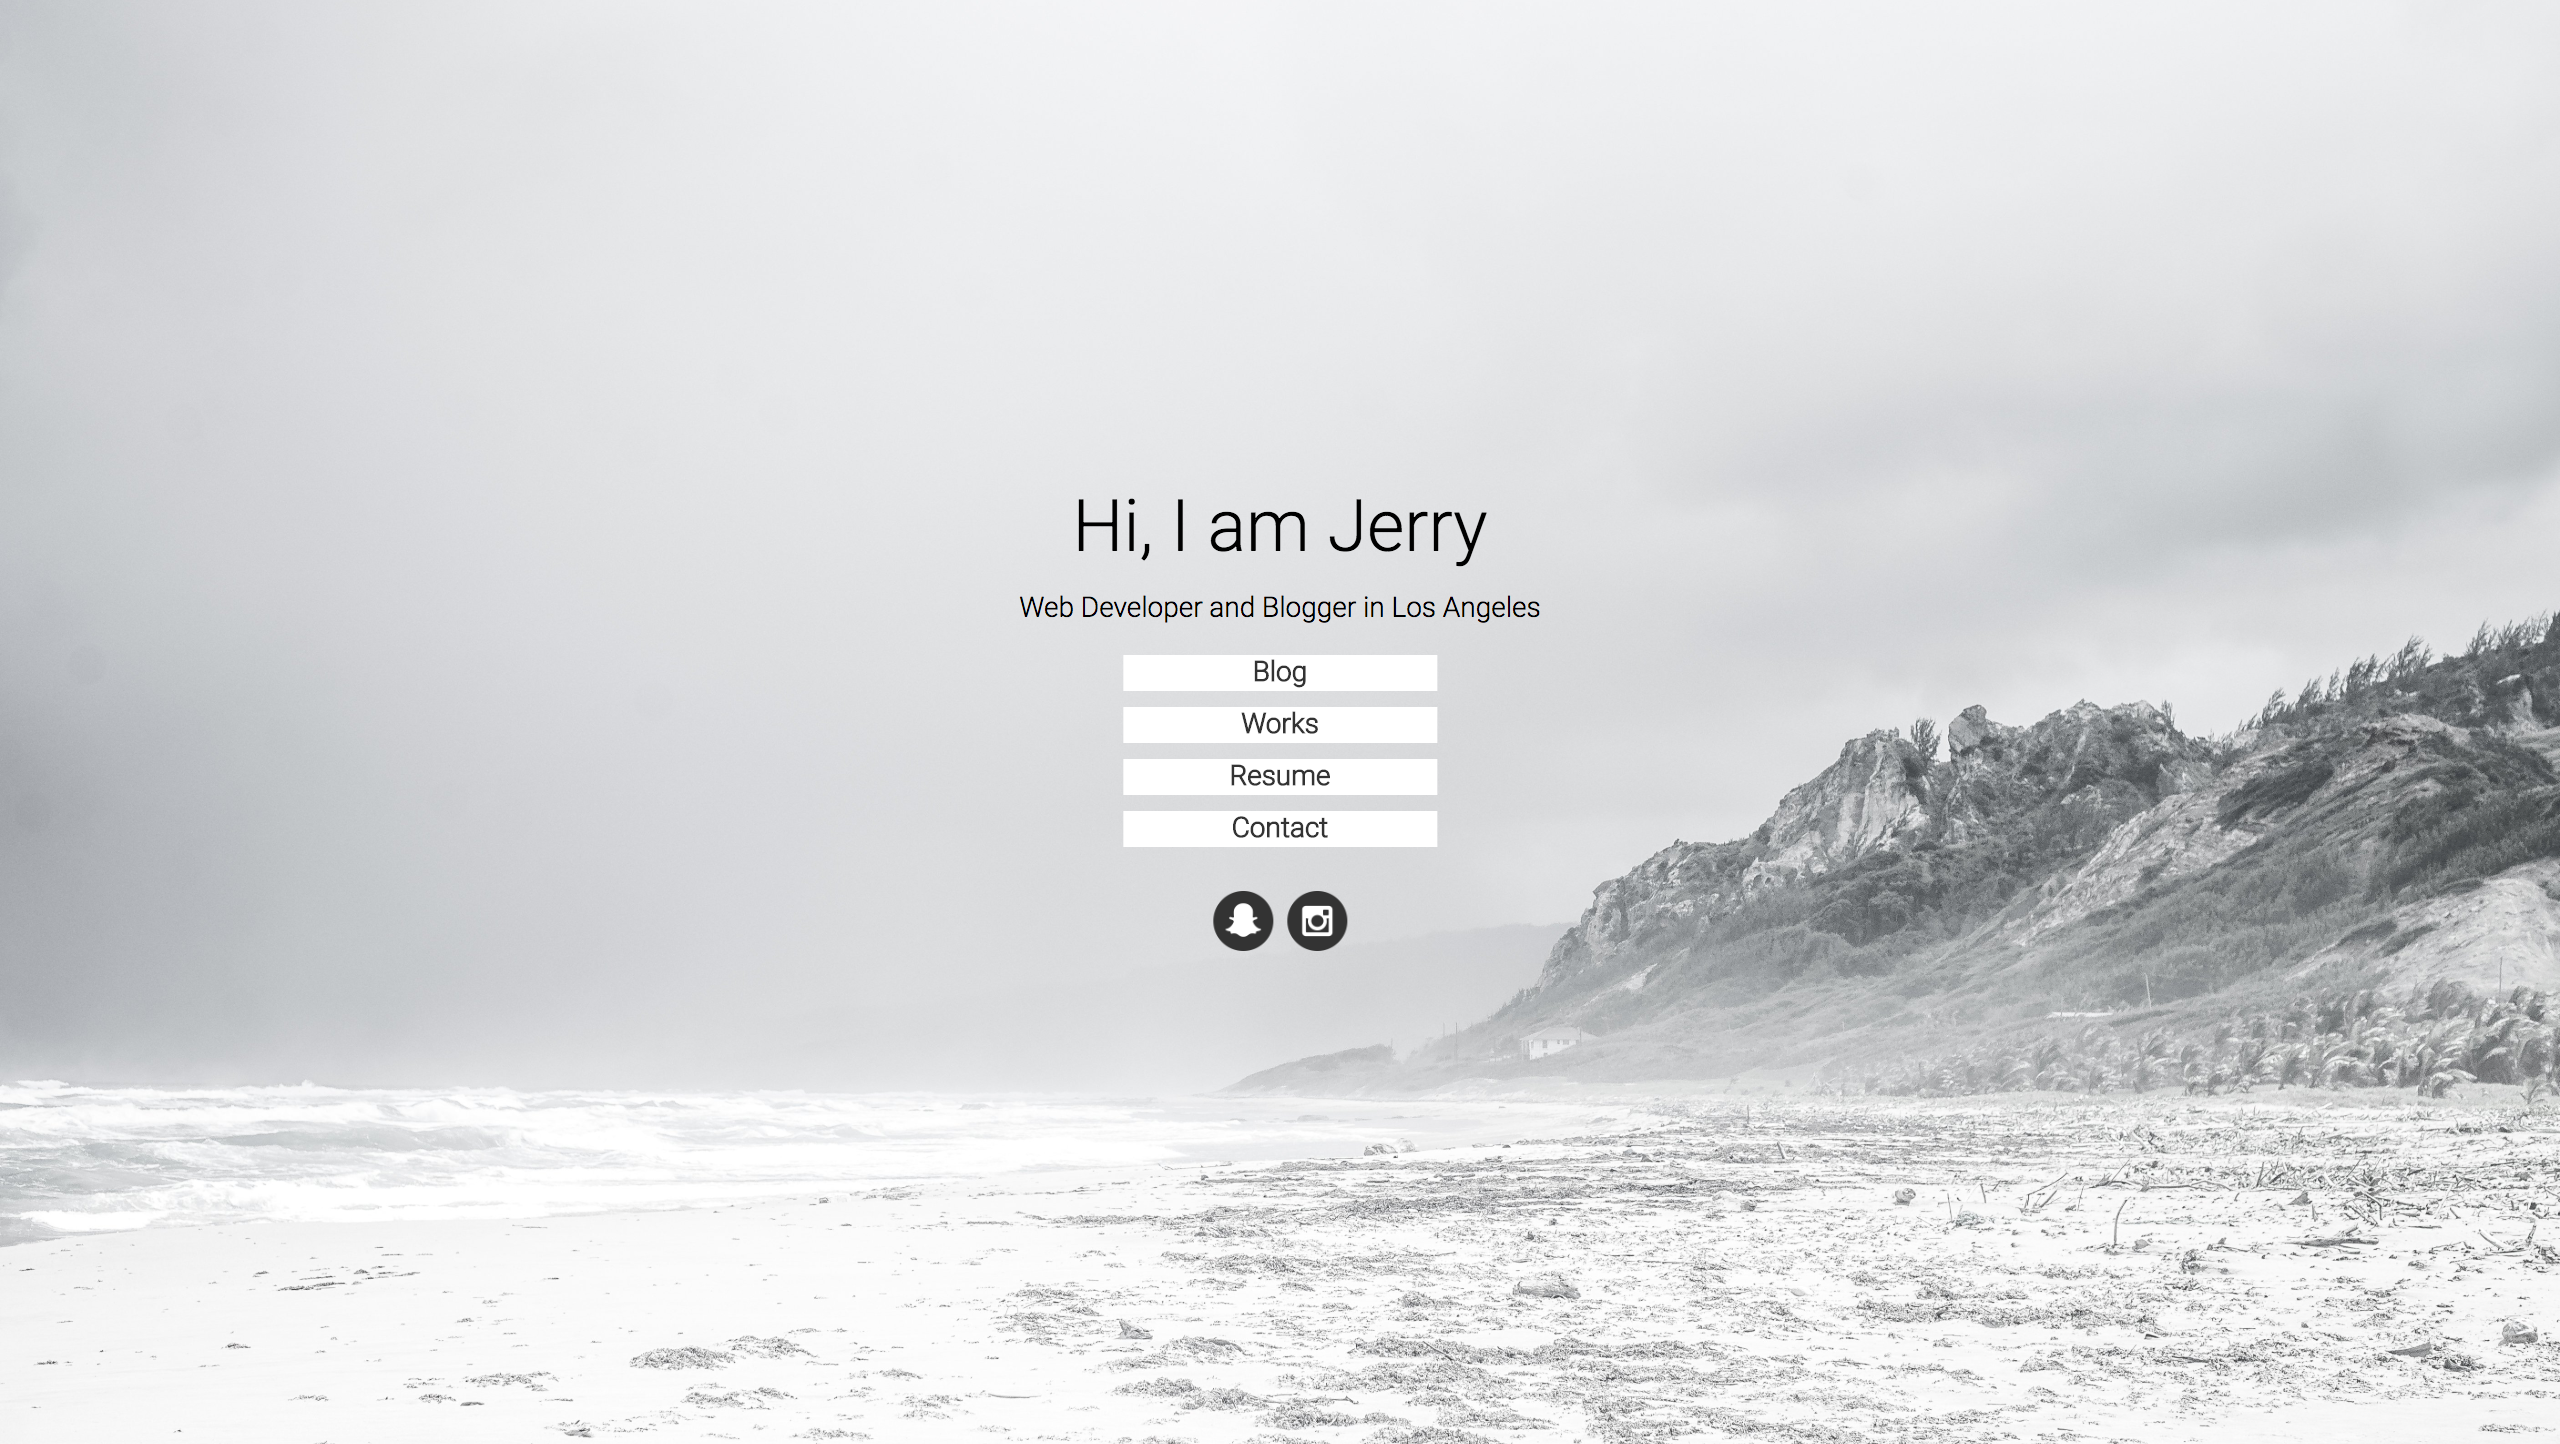 Hi, I am Jerry
Web Developer and Blogger in Los Angeles
Blog
Works
Resume
Contact